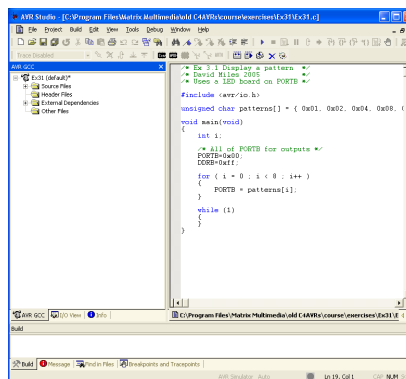 AVR Studio - [C:\Program Files\Matrix Multimedia\old C4AVRs\course\exercises\Ex31\Ex31.c]
File Project Build Edit View Tools Debug Window Help
Trace Disabled
AVR GCC
Ex31 (default)*
Source Files
Header Files
External Dependencies
Other Files
/* Ex 3.1 Display a pattern */
/* David Miles 2005 */
/* Uses a LED board on PORTB */
#include <avr/io.h>
unsigned char patterns[] = { 0x01, 0x02, 0x04, 0x08, (
void main(void)
{
int i;
/* All of PORTB for outputs */
PORTB=0x00;
DDRB=0xff;
for ( i = 0 ; i < 8 ; i++ )
{
PORTB = patterns[i];
}
while (1)
{
}
}
AVR GCC I/O View Info
C:\Program Files\Matrix Multimedia\old C4AVRs\course\exercises\Ex31\E
Build
Build Message Find in Files Breakpoints and Tracepoints
AVR Simulator Auto Ln 19, Col 1 CAP NUM